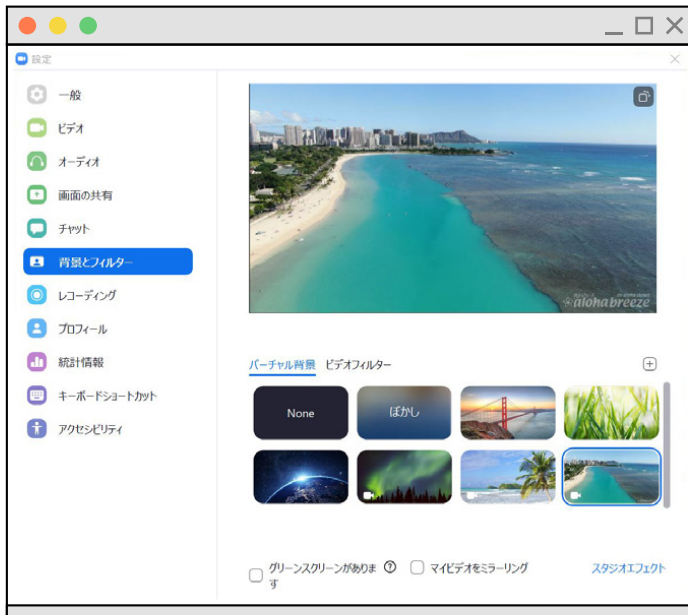 設定
一般
ビデオ
オーディオ
画面の共有
チャット
背景とフィルター
レコーディング
プロフィール
統計情報
キーボードショートカット
アクセシビリティ
alohabreeze
バーチャル背景 ビデオフィルター
None
ぼかし
グリーンスクリーンがありま
す
マイビデオをミラーリング
スタジオエフェクト